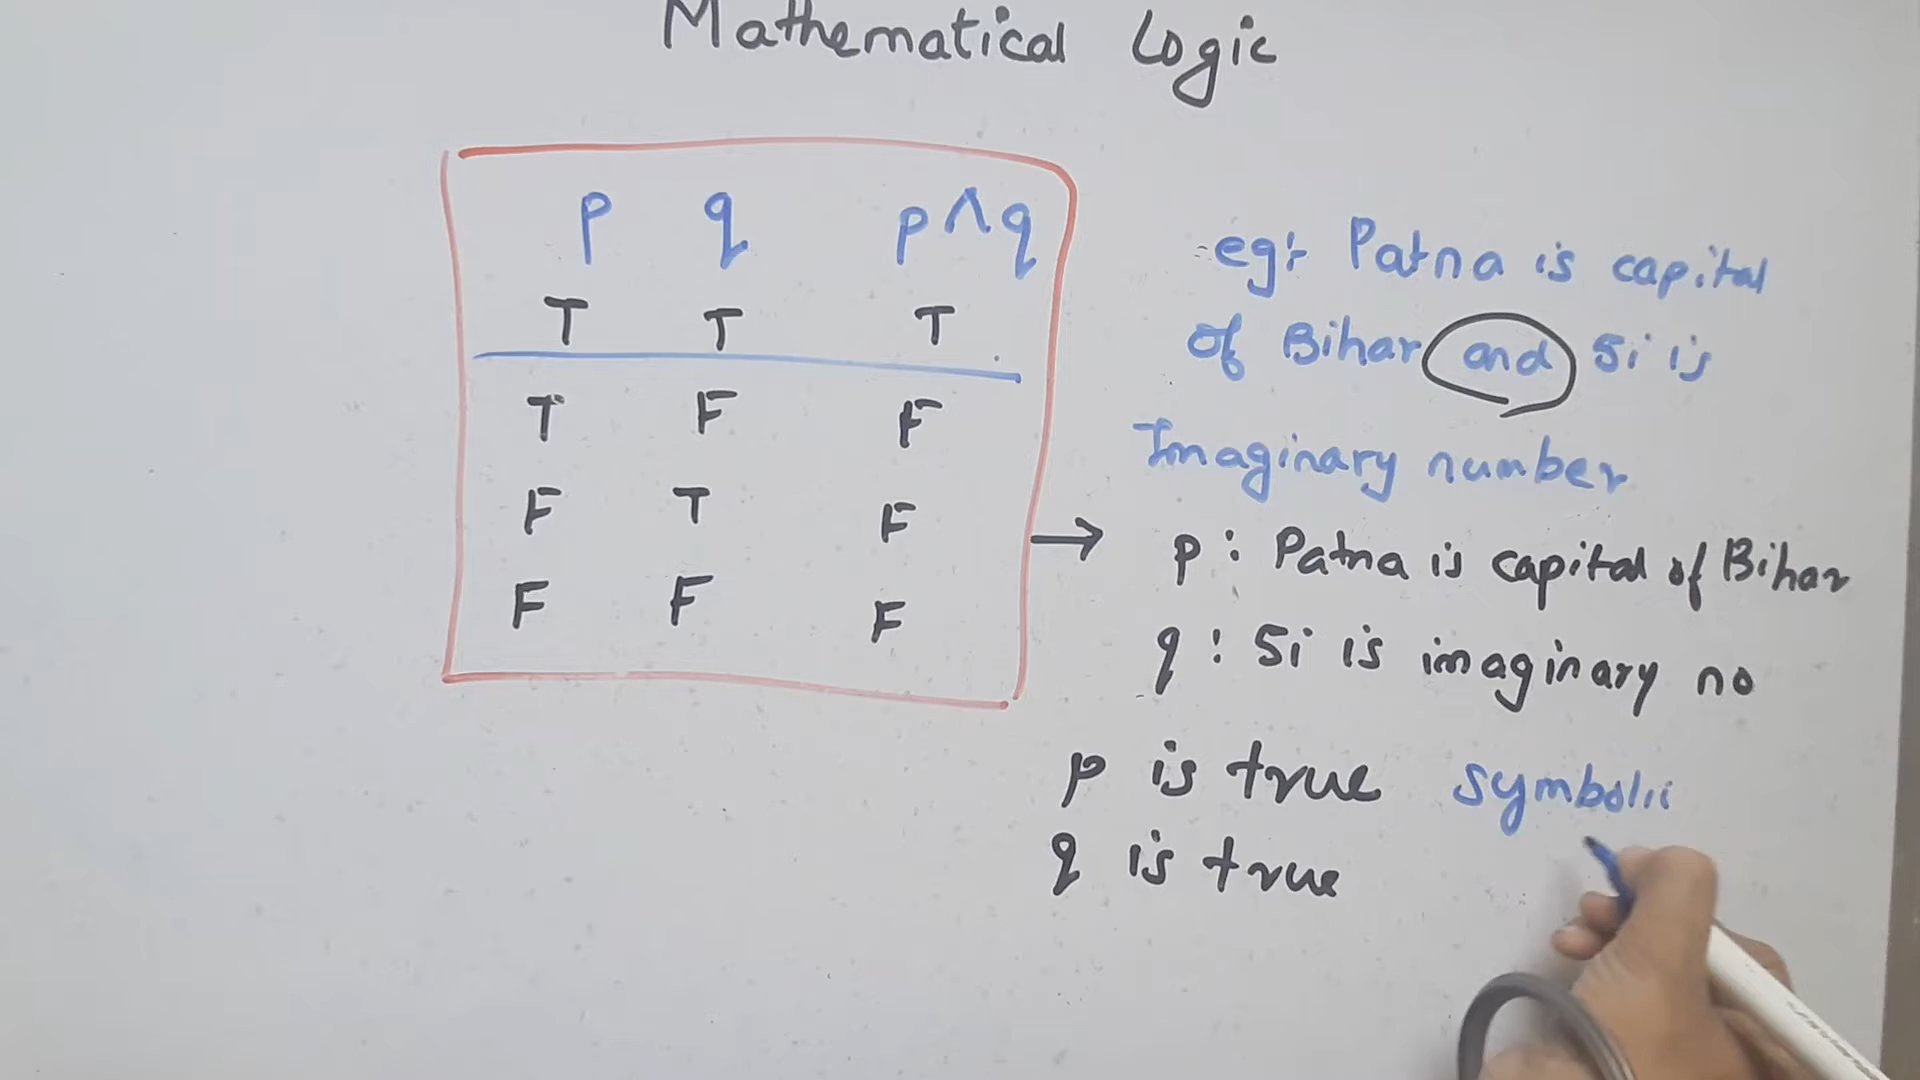 Mathematical Logic
p q p ∧ q
T T T
T F F
F T F
F F F
eg: Patna is capital
of Bihar and 5i is
Imaginary number
→ p : Patna is capital of Bihar
q : 5i is imaginary no
p is true symbolic
q is true